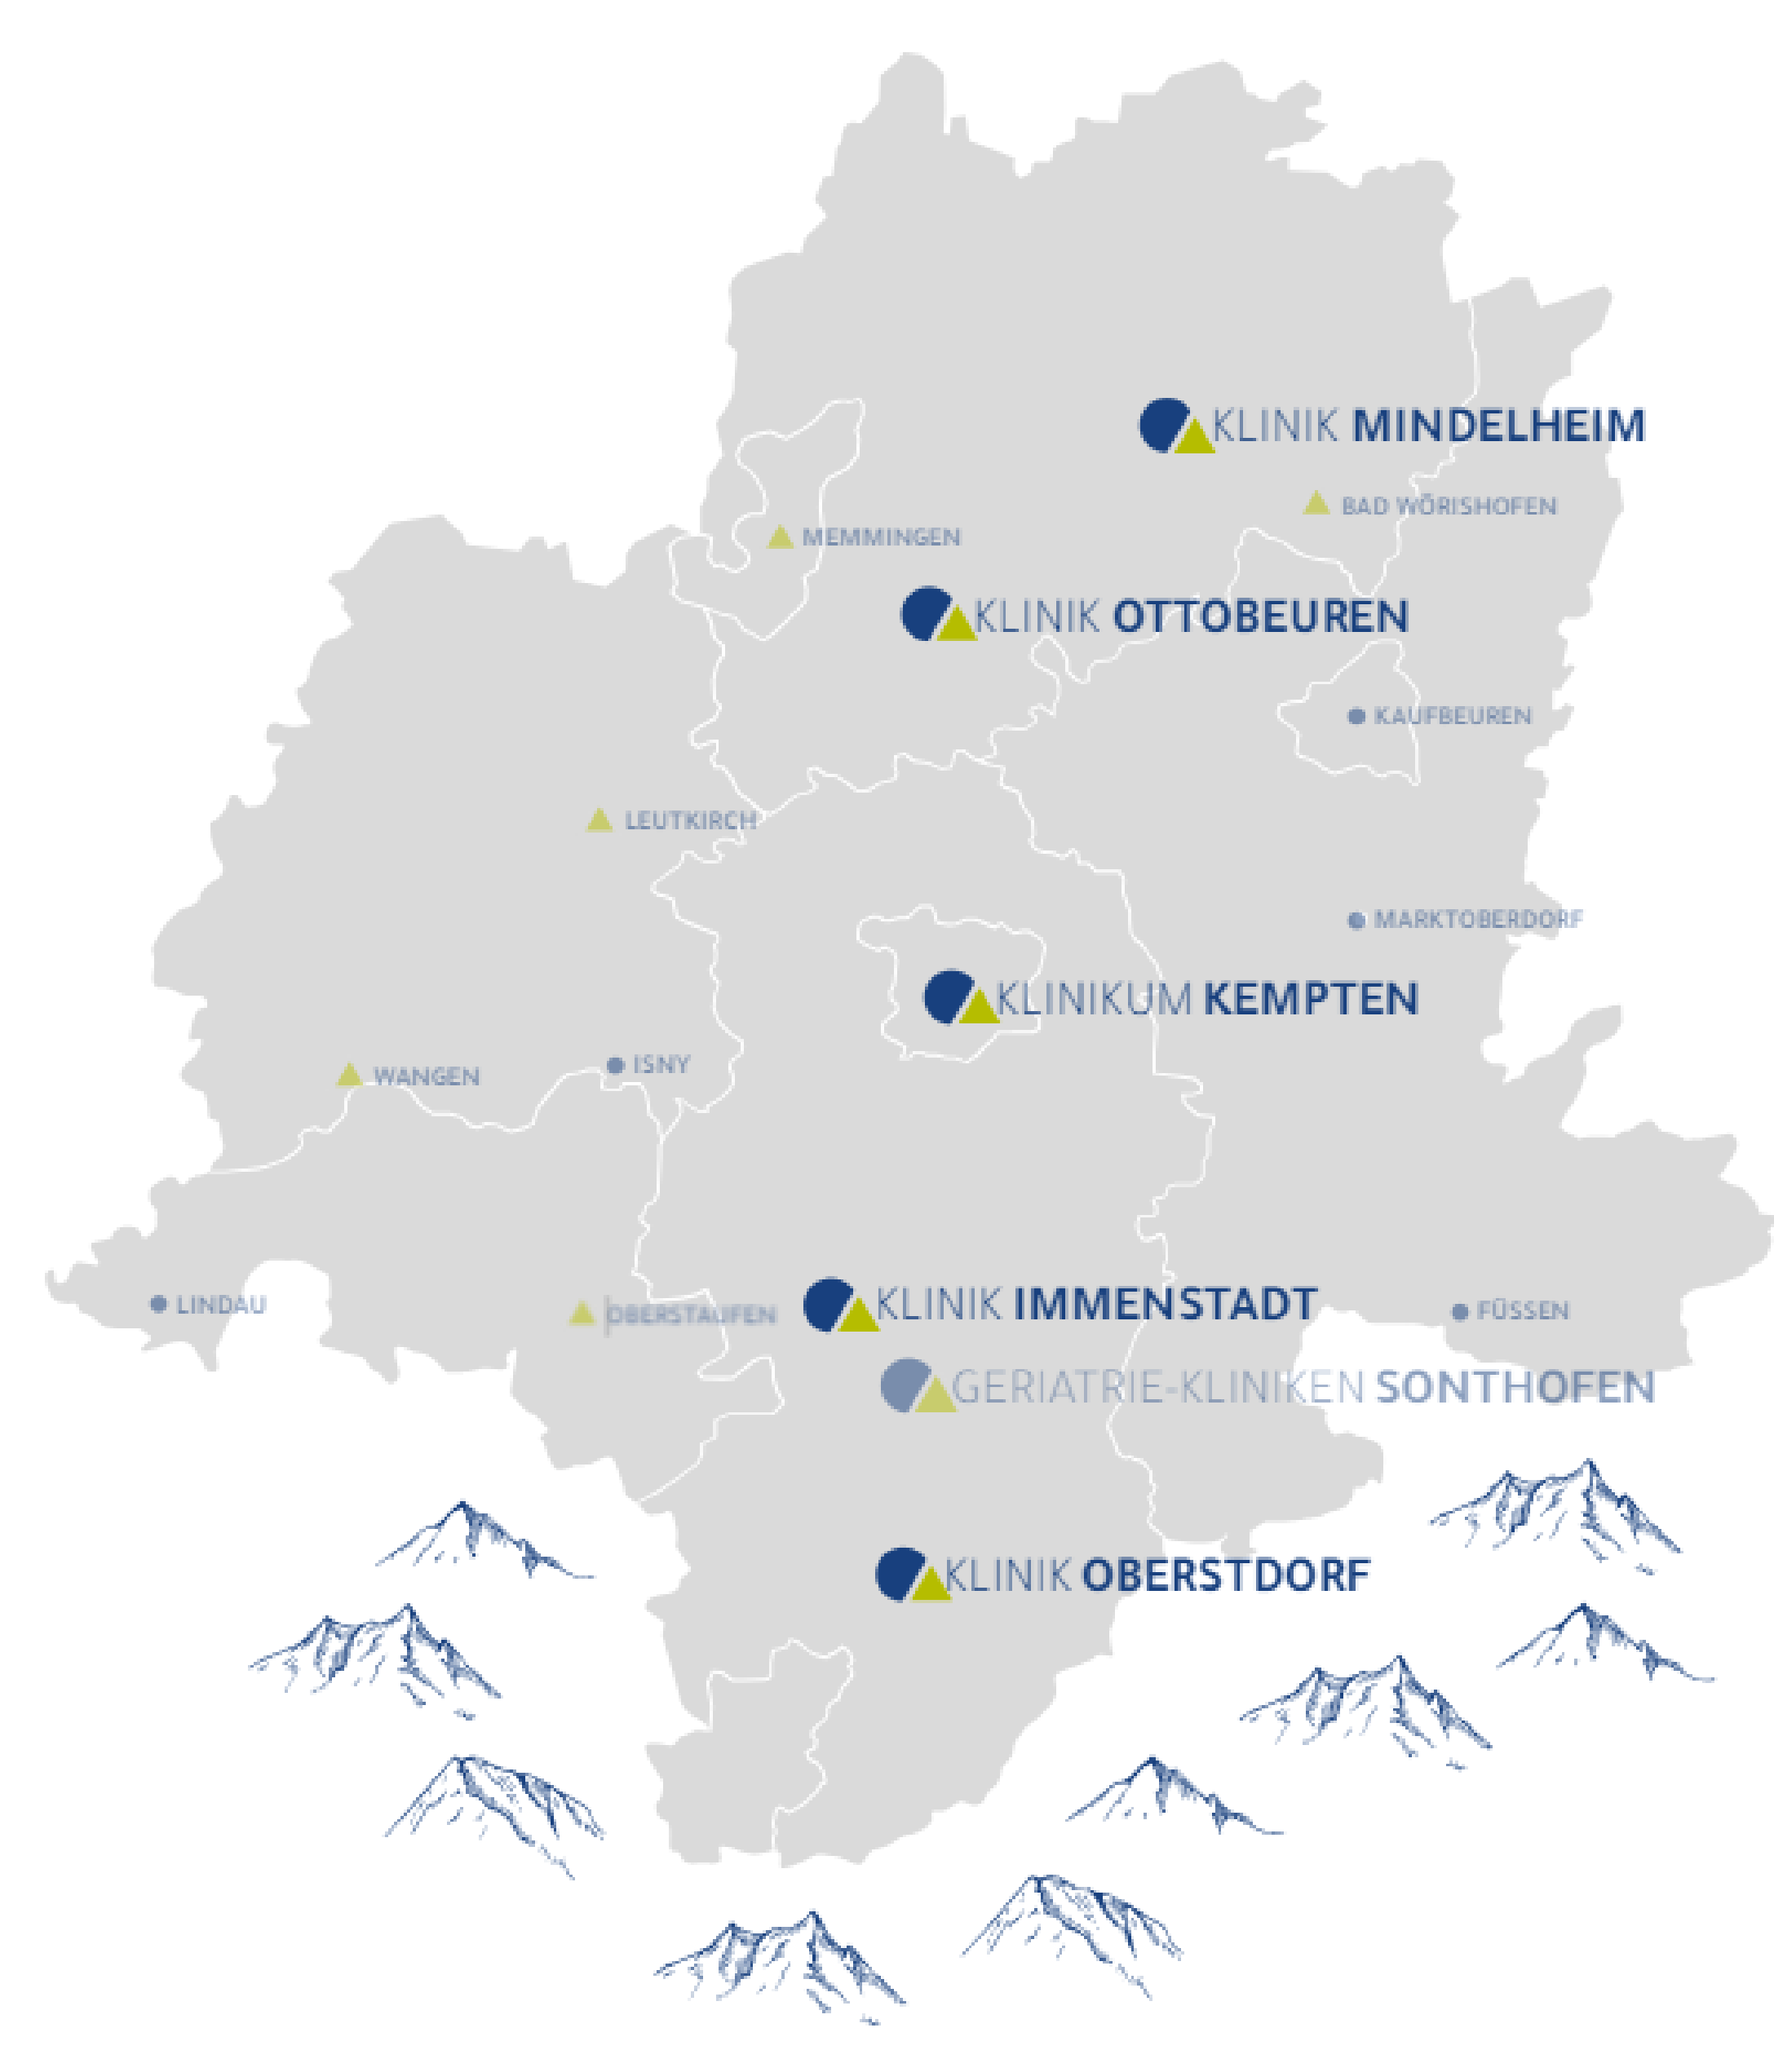 KLINIK MINDELHEIM
BAD WÖRISHOFEN
MEMMINGEN
KLINIK OTTOBEUREN
KAUFBEUREN
LEUTKIRCH
MARKTOBERDORF
KLINIKUM KEMPTEN
ISNY
WANGEN
LINDAU
OBERSTAUFEN
KLINIK IMMENSTADT
FÜSSEN
GERIATRIE-KLINIKEN SONTHOFEN
KLINIK OBERSTDORF